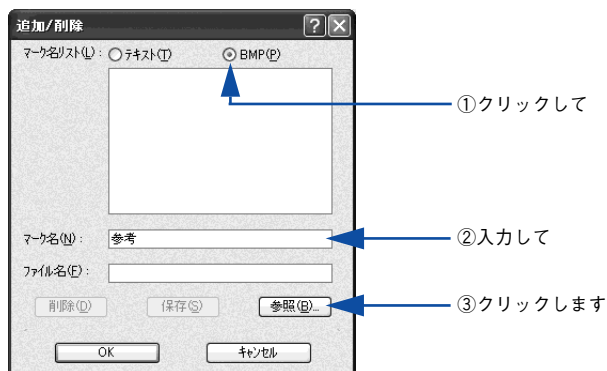 追加/削除
マーク名リスト(L): テキスト(T) BMP(P)
①クリックして
マーク名(N): 参考
②入力して
ファイル名(F):
削除(D) 保存(S) 参照(B)...
③クリックします
OK キャンセル